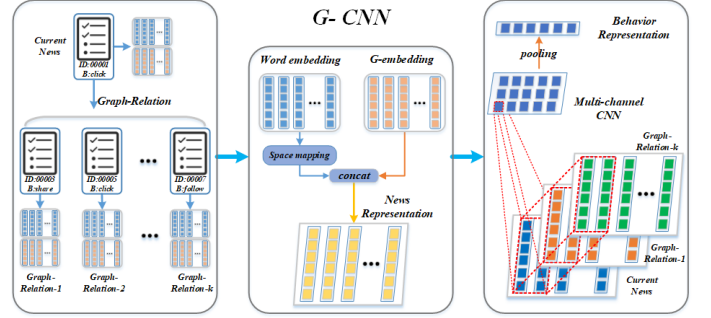 G- CNN
Current
News
ID:00001
B:click
Graph-Relation
ID:00003
B:share
ID:00005
B:click
...
ID:00007
B:follow
...
Graph-
Relation-1
Graph-
Relation-2
Graph-
Relation-k
Word embedding
G-embedding
...
...
Space mapping
concat
News
Representation
...
Behavior
Representation
pooling
Multi-channel
CNN
Graph-
Relation-k
...
Graph-
Relation-1
Current
News